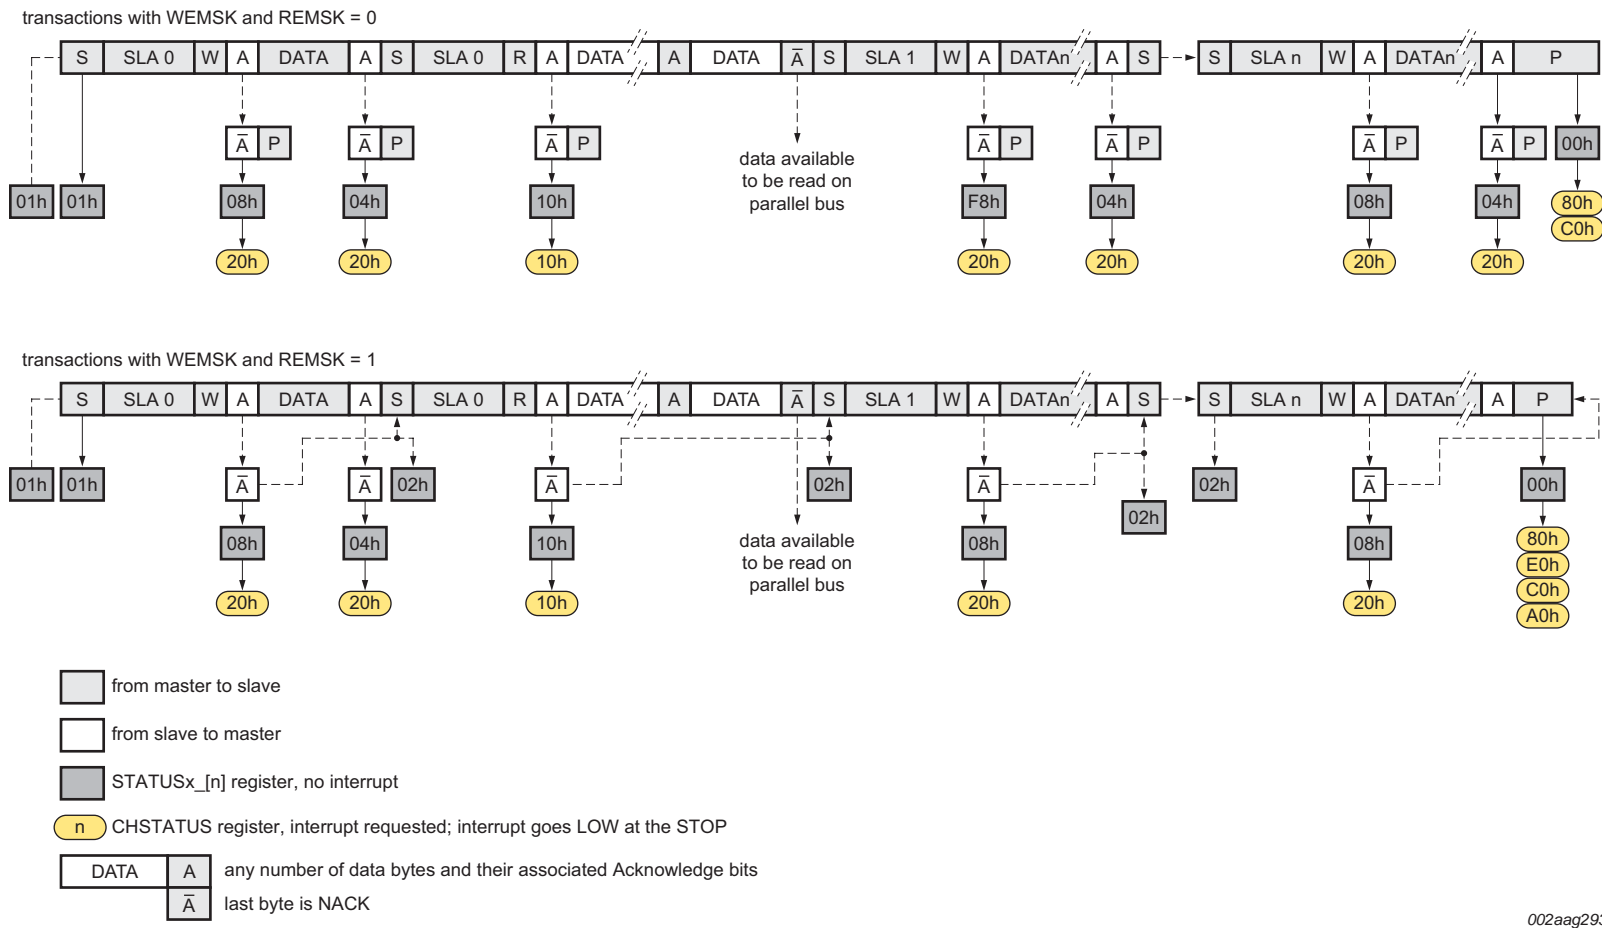 transactions with WEMSK and REMSK = 0
S SLA 0 W A DATA A S SLA 0 R A DATA A DATA A̅ S SLA 1 W A DATAn A S S SLA n W A DATAn A P
A̅ P A̅ P A̅ P A̅ P A̅ P A̅ P A̅ P 00h
data available
to be read on
parallel bus
01h 01h 08h 04h 10h F8h 04h 08h 04h 80h
C0h
20h 20h 10h 20h 20h 20h 20h
transactions with WEMSK and REMSK = 1
S SLA 0 W A DATA A S SLA 0 R A DATA A DATA A̅ S SLA 1 W A DATAn A S S SLA n W A DATAn A P
01h 01h A̅ A̅ 02h A̅ 02h A̅ 02h A̅ 00h
02h
08h 04h 10h 08h 08h
data available
to be read on
parallel bus
80h
E0h
C0h
A0h
20h 20h 10h 20h 20h
from master to slave
from slave to master
STATUSx_[n] register, no interrupt
n CHSTATUS register, interrupt requested; interrupt goes LOW at the STOP
DATA A any number of data bytes and their associated Acknowledge bits
A̅ last byte is NACK
002aag293